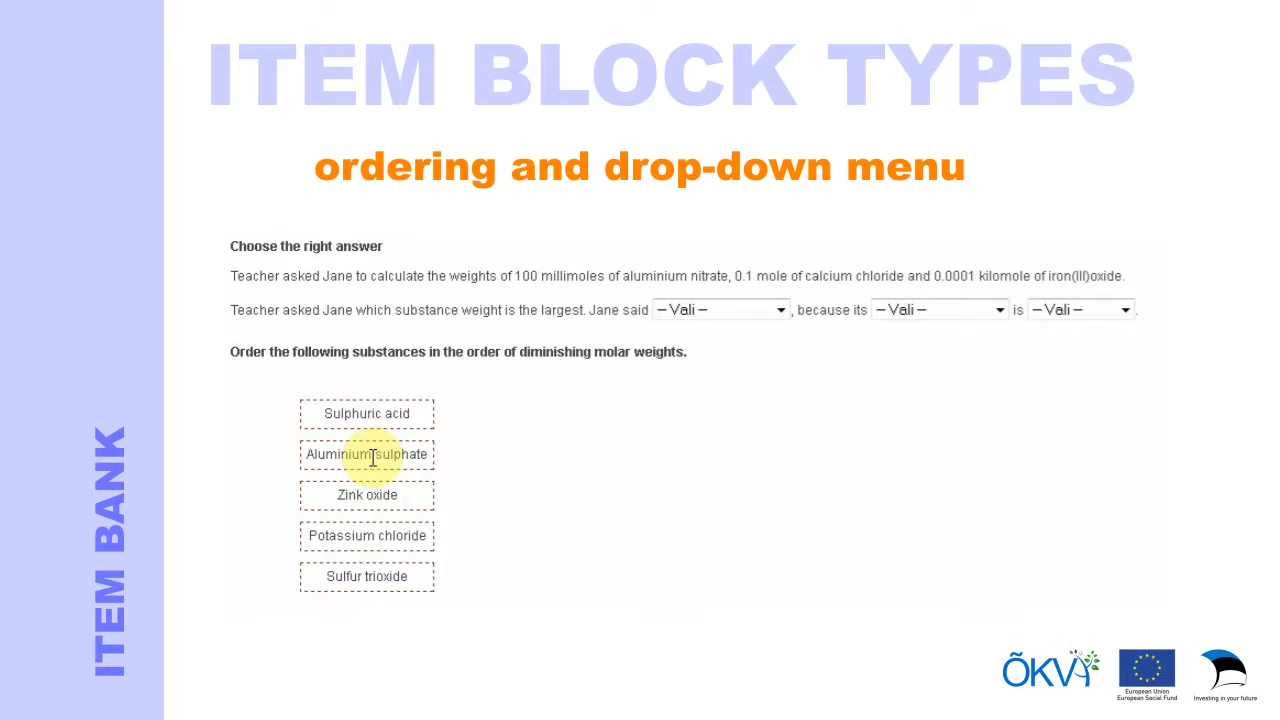 ITEM BLOCK TYPES
ordering and drop-down menu
Choose the right answer
Teacher asked Jane to calculate the weights of 100 millimoles of aluminium nitrate, 0.1 mole of calcium chloride and 0.0001 kilomole of iron(III)oxide.
Teacher asked Jane which substance weight is the largest. Jane said – Vali – , because its – Vali – is – Vali – .
Order the following substances in the order of diminishing molar weights.
Sulphuric acid
Aluminium sulphate
Zink oxide
Potassium chloride
Sulfur trioxide
ITEM BANK
ÕKVA
European Union
European Social Fund
Investing in your future